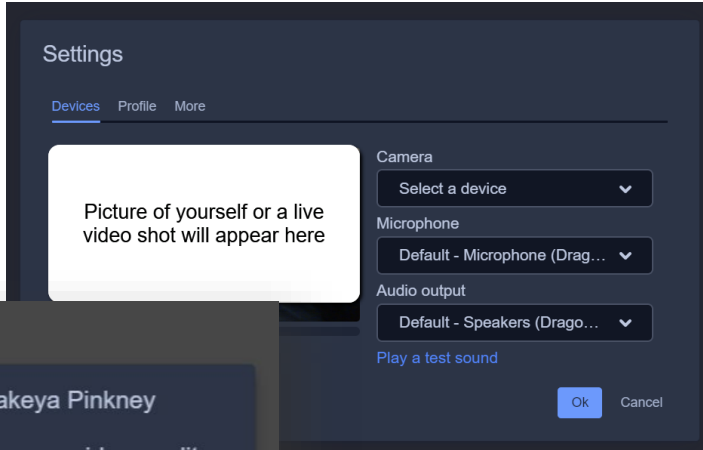 Settings
Devices Profile More
Picture of yourself or a live
video shot will appear here
Camera
Select a device
Microphone
Default - Microphone (Drag...
Audio output
Default - Speakers (Drago...
Play a test sound
Ok Cancel
akeya Pinkney